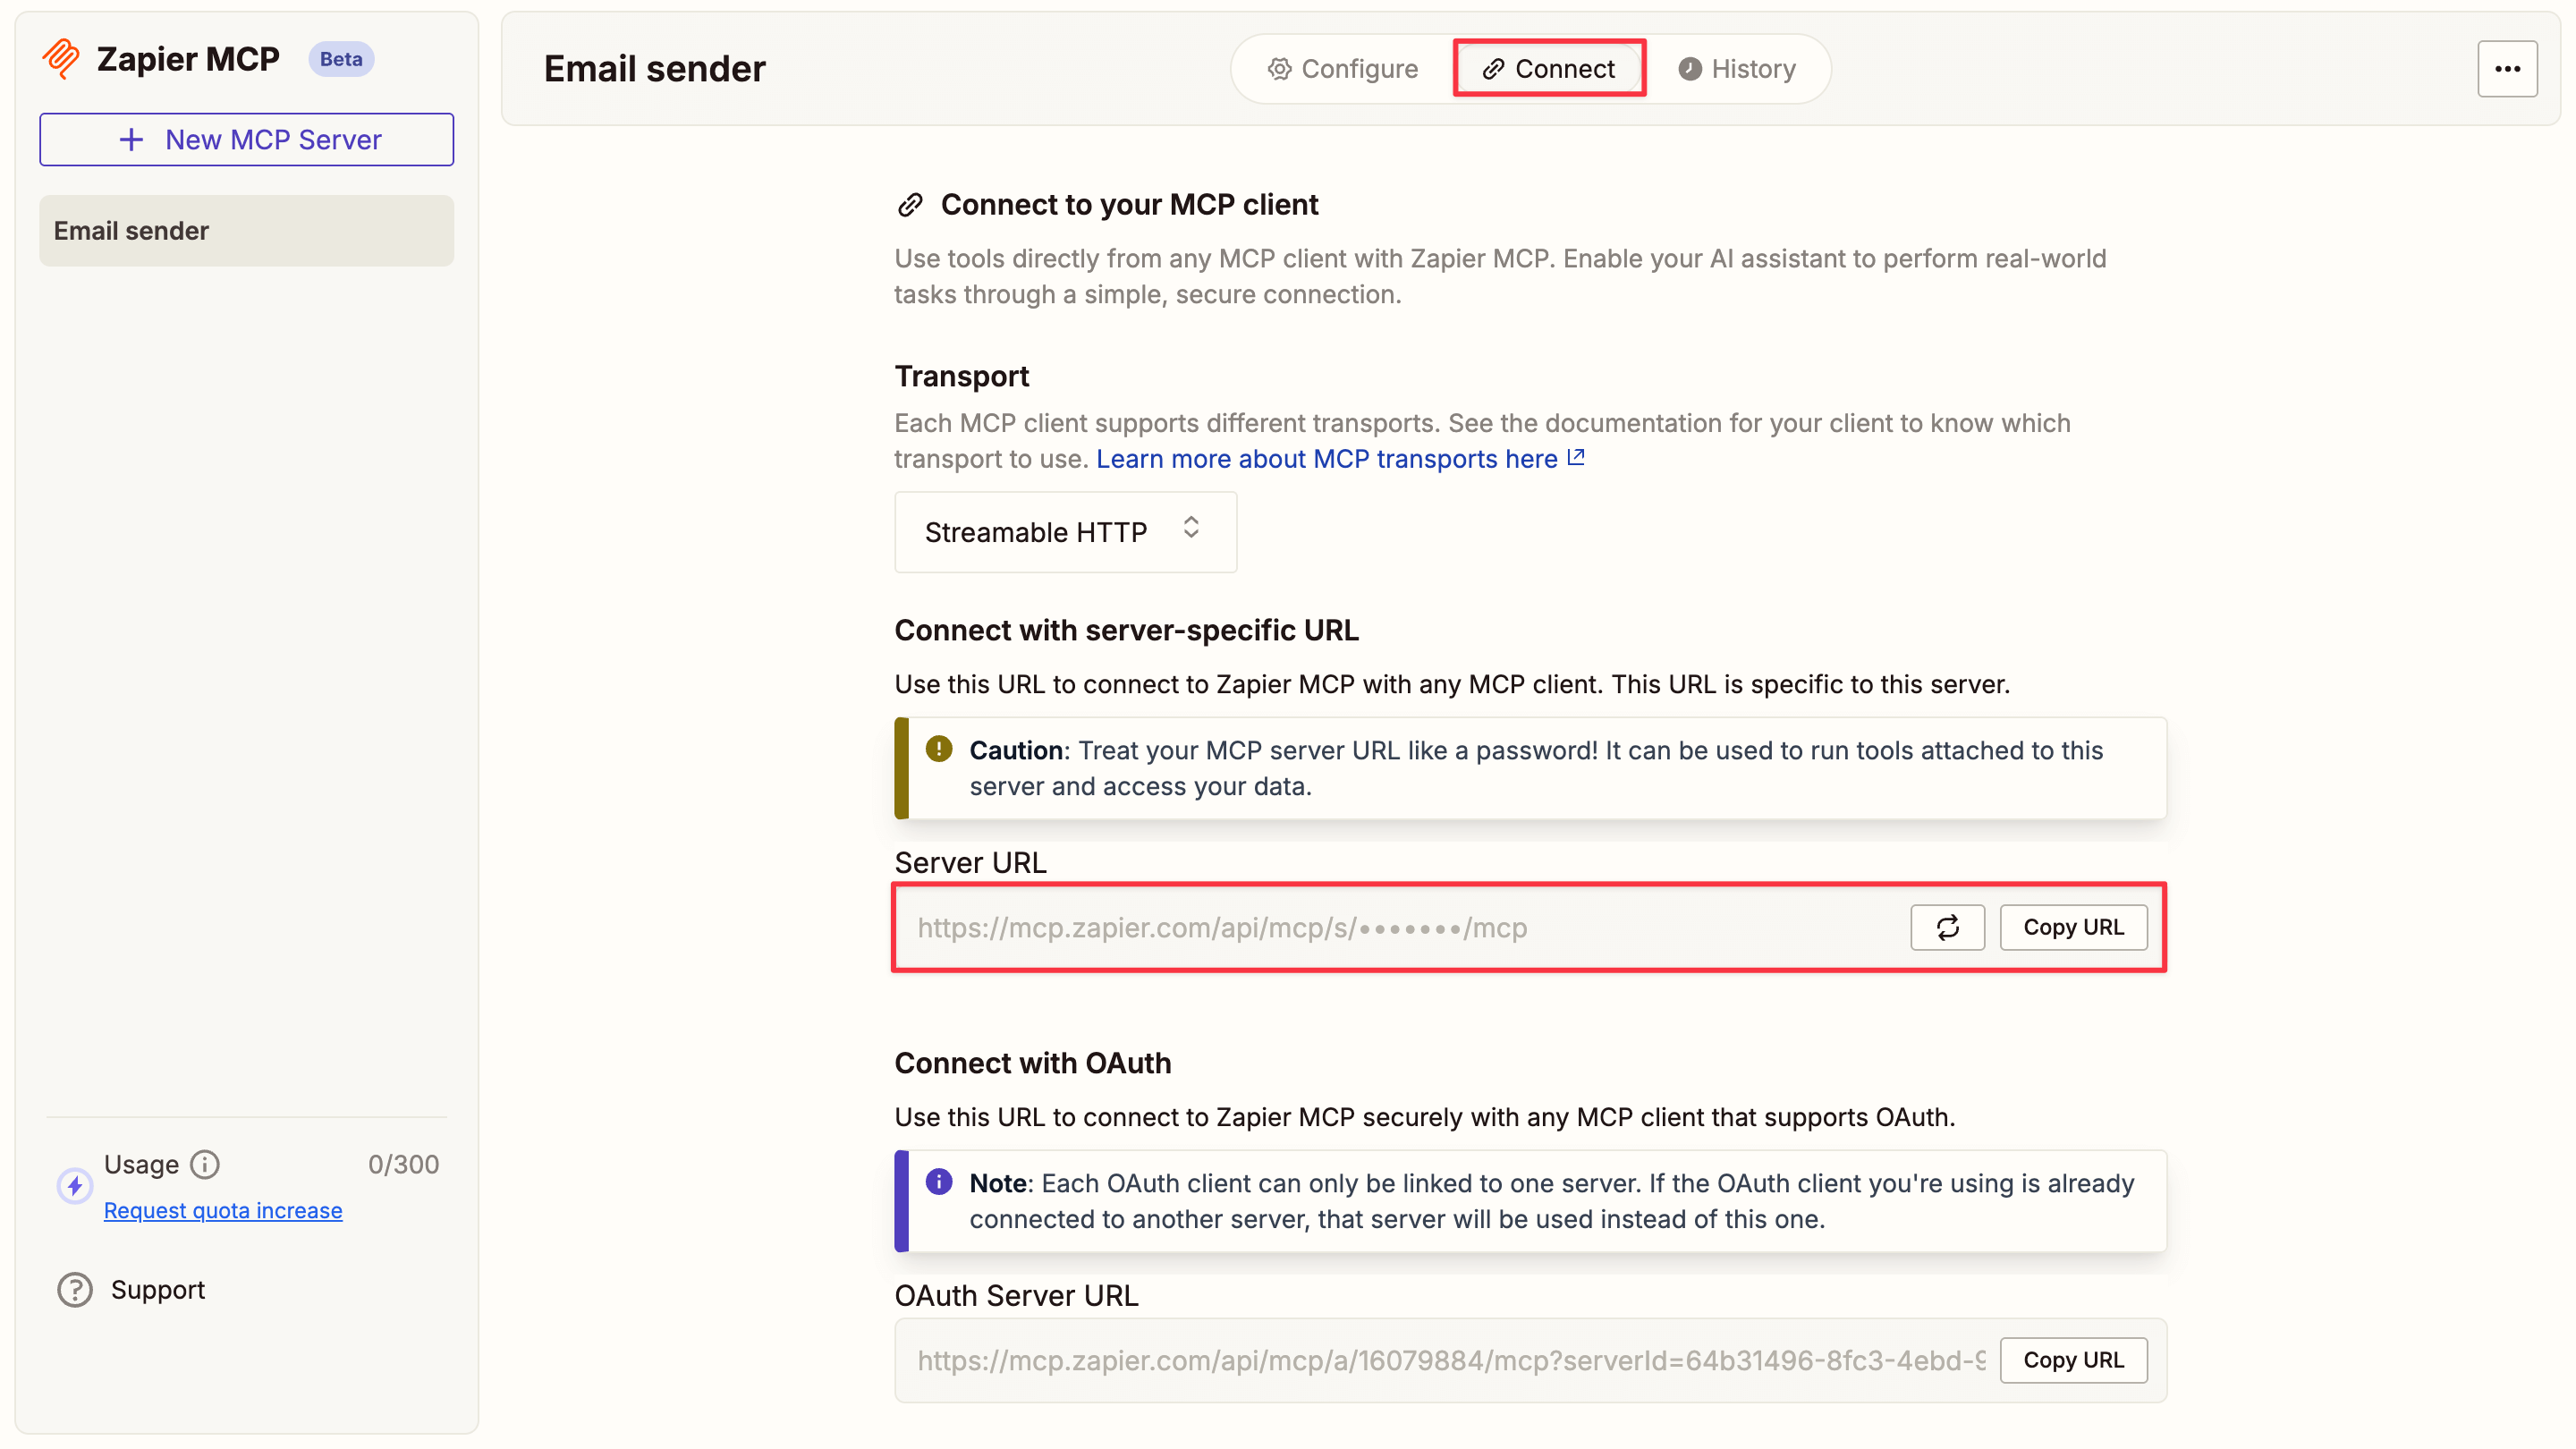 Zapier MCP
Beta
New MCP Server
Email sender
Usage
0/300
Request quota increase
Support
Email sender
Configure
Connect
History
Connect to your MCP client
Use tools directly from any MCP client with Zapier MCP. Enable your AI assistant to perform real-world
tasks through a simple, secure connection.
Transport
Each MCP client supports different transports. See the documentation for your client to know which
transport to use. Learn more about MCP transports here
Streamable HTTP
Connect with server-specific URL
Use this URL to connect to Zapier MCP with any MCP client. This URL is specific to this server.
Caution: Treat your MCP server URL like a password! It can be used to run tools attached to this
server and access your data.
Server URL
https://mcp.zapier.com/api/mcp/s/•••••••/mcp
Copy URL
Connect with OAuth
Use this URL to connect to Zapier MCP securely with any MCP client that supports OAuth.
Note: Each OAuth client can only be linked to one server. If the OAuth client you're using is already
connected to another server, that server will be used instead of this one.
OAuth Server URL
https://mcp.zapier.com/api/mcp/a/16079884/mcp?serverId=64b31496-8fc3-4ebd-9
Copy URL